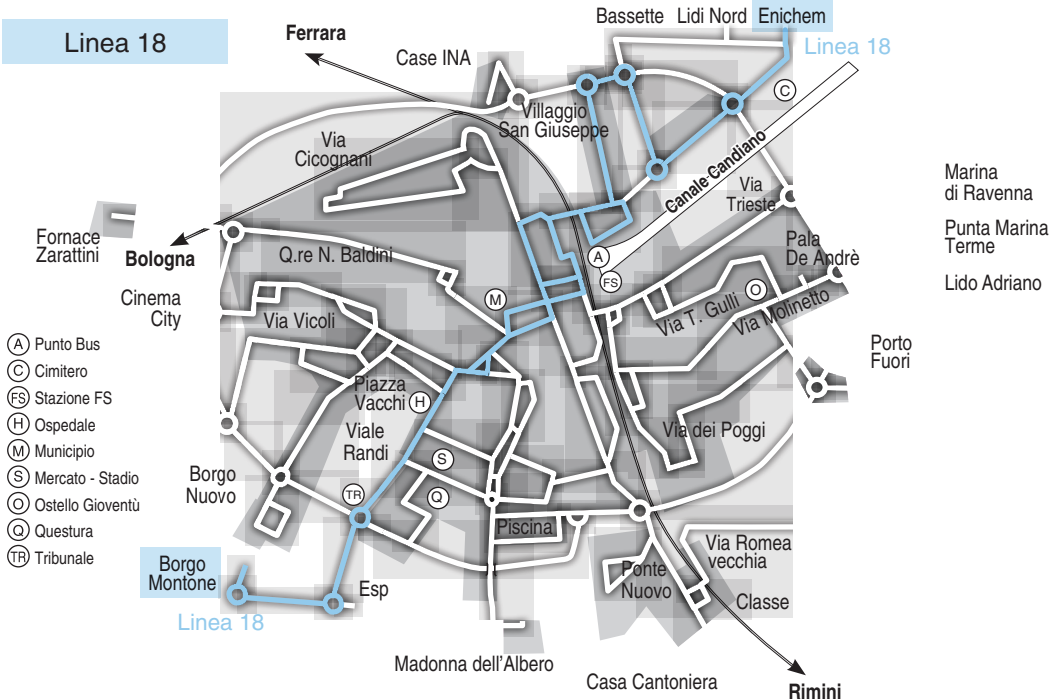 Linea 18
Ferrara
Bassette
Lidi Nord
Enichem
Linea 18
Case INA
C
Villaggio
San Giuseppe
Via
Cicognani
Canale Candiano
Via
Trieste
Marina
di Ravenna
Punta Marina
Terme
Lido Adriano
Fornace
Zarattini
Bologna
Q.re N. Baldini
A
FS
Pala
De Andrè
Cinema
City
M
O
Via Vicoli
Via T. Gulli
Via Molinetto
Porto
Fuori
A Punto Bus
C Cimitero
FS Stazione FS
H Ospedale
M Municipio
S Mercato - Stadio
O Ostello Gioventù
Q Questura
TR Tribunale
Piazza
Vacchi
H
Viale
Randi
Via dei Poggi
S
Borgo
Nuovo
TR
Q
Piscina
Borgo
Montone
Esp
Linea 18
Via Romea
vecchia
Ponte
Nuovo
Classe
Madonna dell'Albero
Casa Cantoniera
Rimini